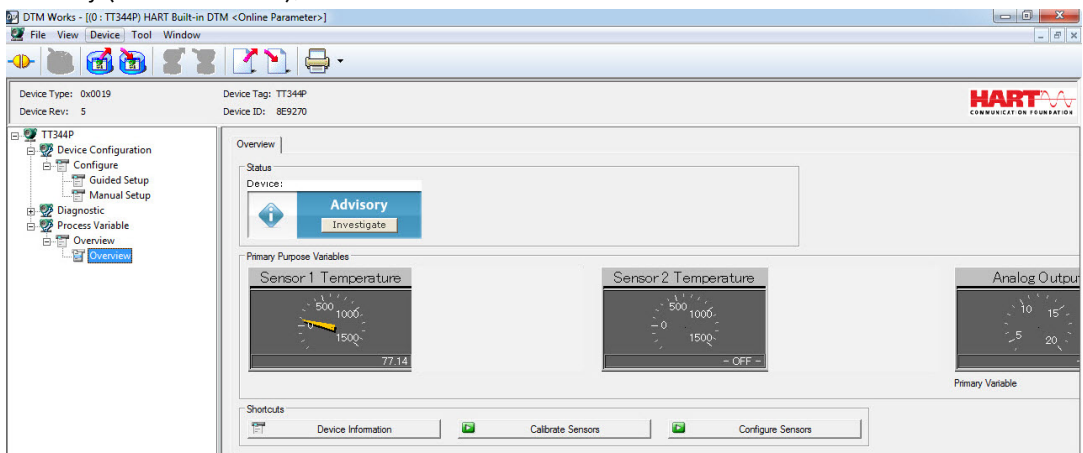 DTM Works - [(0 : TT344P) HART Built-in DTM <Online Parameter>]
File View Device Tool Window
Device Type: 0x0019
Device Tag: TT344P
Device Rev: 5
Device ID: 8E9270
HART
COMMUNICATION FOUNDATION
TT344P
Device Configuration
Configure
Guided Setup
Manual Setup
Diagnostic
Process Variable
Overview
Overview
Overview
Status
Device:
Advisory
Investigate
Primary Purpose Variables
Sensor 1 Temperature
500
1000
0
1500
77.14
Sensor 2 Temperature
500
1000
0
1500
- OFF -
Analog Outpu
10 15
5 20
Primary Variable
Shortcuts
Device Information
Calibrate Sensors
Configure Sensors